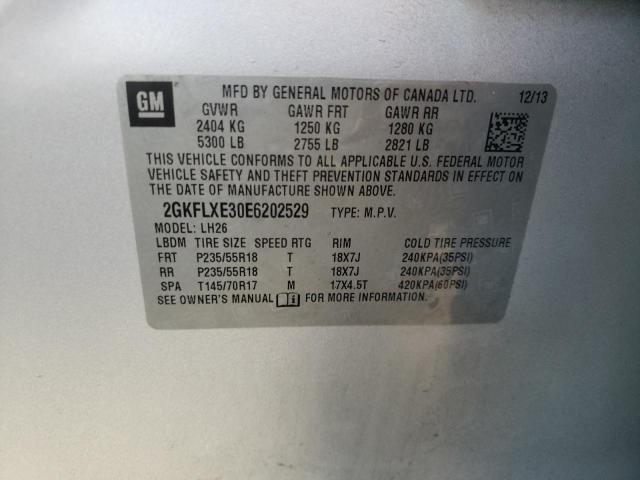 GM
MFD BY GENERAL MOTORS OF CANADA LTD. 12/13
GVWR GAWR FRT GAWR RR
2404 KG 1250 KG 1280 KG
5300 LB 2755 LB 2821 LB
THIS VEHICLE CONFORMS TO ALL APPLICABLE U.S. FEDERAL MOTOR
VEHICLE SAFETY AND THEFT PREVENTION STANDARDS IN EFFECT ON
THE DATE OF MANUFACTURE SHOWN ABOVE.
2GKFLXE30E6202529 TYPE: M.P.V.
MODEL: LH26
LBDM TIRE SIZE SPEED RTG RIM COLD TIRE PRESSURE
FRT P235/55R18 T 18X7J 240KPA(35PSI)
RR P235/55R18 T 18X7J 240KPA(35PSI)
SPA T145/70R17 M 17X4.5T 420KPA(60PSI)
SEE OWNER'S MANUAL FOR MORE INFORMATION.